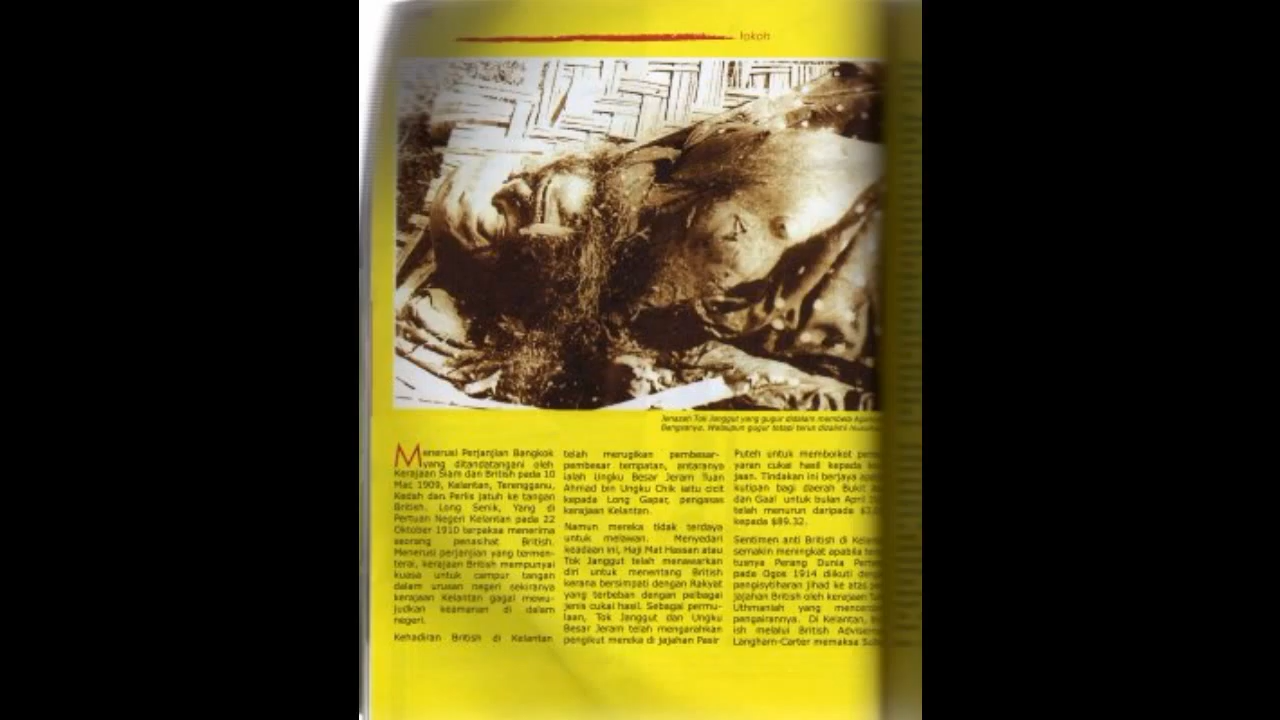 tokoh
Jenazah Tok Janggut yang gugur didalam membela
Bangsanya. Walaupun gugur tetapi terus dizalimi
Menerusi Perjanjian Bangkok
yang ditandatangani oleh
Kerajaan Siam dan British pada 10
Mac 1909, Kelantan, Terengganu,
Kedah dan Perlis jatuh ke tangan
British. Long Senik, Yang di
Pertuan Negeri Kelantan pada 22
Oktober 1910 terpaksa menerima
seorang penasihat British.
Menerusi perjanjian yang termen-
terai, kerajaan British mempunyai
kuasa untuk campur tangan
dalam urusan negeri sekiranya
kerajaan Kelantan gagal mewu-
judkan keamanan di dalam
negeri.
Kehadiran British di Kelantan
telah merugikan pembesar-
pembesar tempatan, antaranya
ialah Ungku Besar Jeram Tuan
Ahmad bin Ungku Chik iaitu cicit
kepada Long Gapar, pengasas
kerajaan Kelantan.
Namun mereka tidak terdaya
untuk melawan. Menyedari
keadaan ini, Haji Mat Hassan atau
Tok Janggut telah menawarkan
diri untuk menentang British
kerana bersimpati dengan Rakyat
yang terbeban dengan pelbagai
jenis cukai hasil. Sebagai permu-
laan, Tok Janggut dan Ungku
Besar Jeram telah mengarahkan
pengikut mereka di jajahan Pasir
Puteh untuk memboikot
yaran cukai hasil kepada
jaan. Tindakan ini berjaya
kutipan bagi daerah Bukit
dan Gaal untuk bulan April
telah menurun daripada
kepada $89.32.
Sentimen anti British di
semakin meningkat apabila
tusnya Perang Dunia
pada Ogos 1914 diikuti
pengisytiharan jihad ke atas
jajahan British oleh kerajaan
Uthmaniah yang
pengairannya. Di Kelantan,
ish melalui British
Langham-Carter memaksa